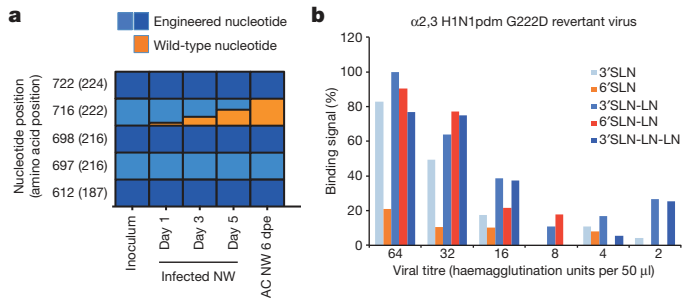 a
Engineered nucleotide
Wild-type nucleotide
Nucleotide position
(amino acid position)
722 (224)
716 (222)
698 (216)
697 (216)
612 (187)
Inoculum
Day 1
Day 3
Day 5
AC NW 6 dpe
Infected NW
b
α2,3 H1N1pdm G222D revertant virus
Binding signal (%)
120
100
80
60
40
20
0
3′SLN
6′SLN
3′SLN-LN
6′SLN-LN
3′SLN-LN-LN
64 32 16 8 4 2
Viral titre (haemagglutination units per 50 μl)